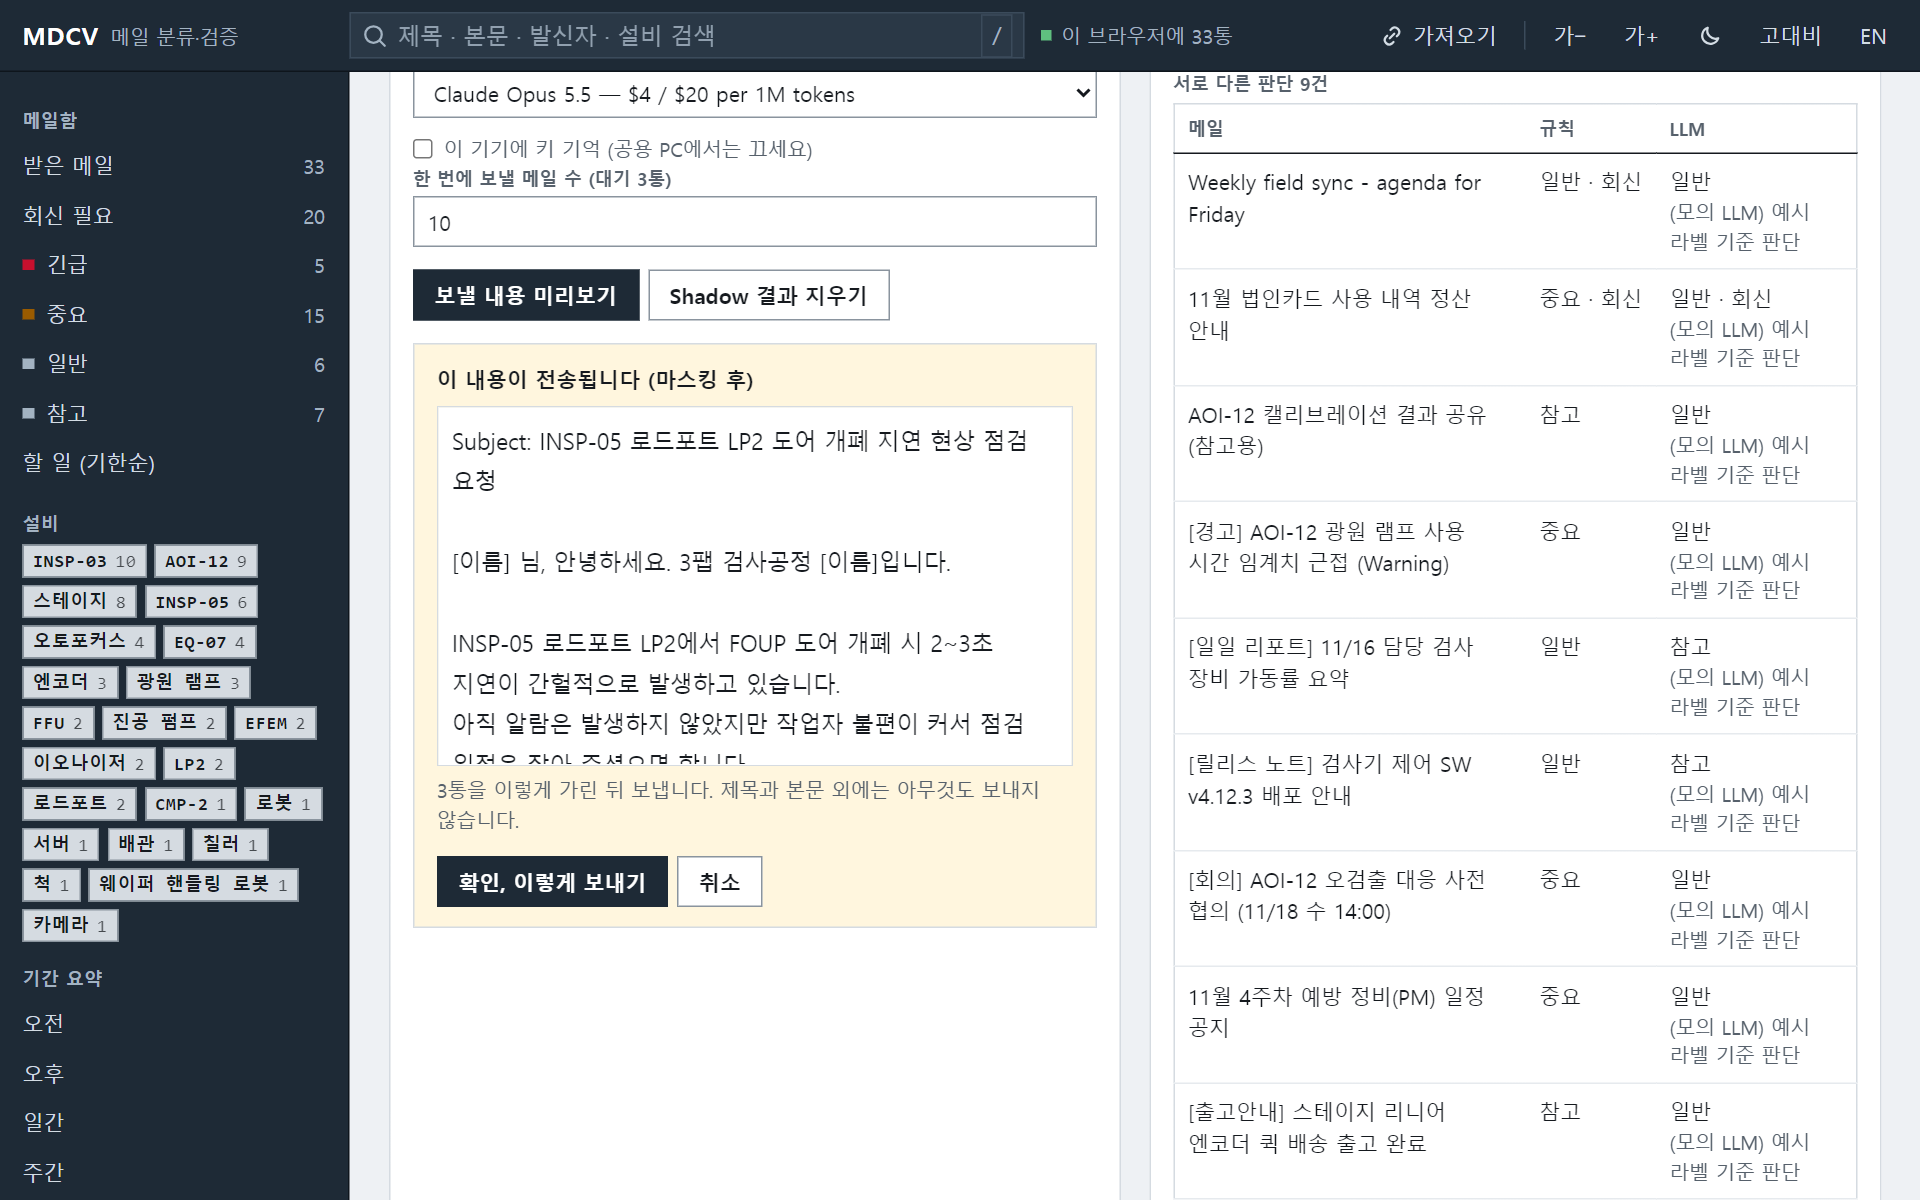 MDCV 메일 분류·검증
제목 · 본문 · 발신자 · 설비 검색 /
이 브라우저에 33통
가져오기
가−
가+
고대비
EN
메일함
받은 메일 33
회신 필요 20
긴급 5
중요 15
일반 6
참고 7
할 일 (기한순)
설비
INSP-03 10 AOI-12 9
스테이지 8 INSP-05 6
오토포커스 4 EQ-07 4
엔코더 3 광원 램프 3
FFU 2 진공 펌프 2 EFEM 2
이오나이저 2 LP2 2
로드포트 2 CMP-2 1 로봇 1
서버 1 배관 1 칠러 1
척 1 웨이퍼 핸들링 로봇 1
카메라 1
기간 요약
오전
오후
일간
주간
Claude Opus 5.5 — $4 / $20 per 1M tokens
이 기기에 키 기억 (공용 PC에서는 끄세요)
한 번에 보낼 메일 수 (대기 3통)
10
보낼 내용 미리보기 Shadow 결과 지우기
이 내용이 전송됩니다 (마스킹 후)
Subject: INSP-05 로드포트 LP2 도어 개폐 지연 현상 점검
요청
[이름] 님, 안녕하세요. 3팹 검사공정 [이름]입니다.
INSP-05 로드포트 LP2에서 FOUP 도어 개폐 시 2~3초
지연이 간헐적으로 발생하고 있습니다.
아직 알람은 발생하지 않았지만 작업자 불편이 커서 점검
일정을 잡아 주셨으면 합니다.
3통을 이렇게 가린 뒤 보냅니다. 제목과 본문 외에는 아무것도 보내지
않습니다.
확인, 이렇게 보내기 취소
서로 다른 판단 9건
메일 규칙 LLM
Weekly field sync - agenda for
Friday
일반 · 회신
일반
(모의 LLM) 예시
라벨 기준 판단
11월 법인카드 사용 내역 정산
안내
중요 · 회신
일반 · 회신
(모의 LLM) 예시
라벨 기준 판단
AOI-12 캘리브레이션 결과 공유
(참고용)
참고
일반
(모의 LLM) 예시
라벨 기준 판단
[경고] AOI-12 광원 램프 사용
시간 임계치 근접 (Warning)
중요
일반
(모의 LLM) 예시
라벨 기준 판단
[일일 리포트] 11/16 담당 검사
장비 가동률 요약
일반
참고
(모의 LLM) 예시
라벨 기준 판단
[릴리스 노트] 검사기 제어 SW
v4.12.3 배포 안내
일반
참고
(모의 LLM) 예시
라벨 기준 판단
[회의] AOI-12 오검출 대응 사전
협의 (11/18 수 14:00)
중요
일반
(모의 LLM) 예시
라벨 기준 판단
11월 4주차 예방 정비(PM) 일정
공지
중요
일반
(모의 LLM) 예시
라벨 기준 판단
[출고안내] 스테이지 리니어
엔코더 퀵 배송 출고 완료
참고
일반
(모의 LLM) 예시
라벨 기준 판단